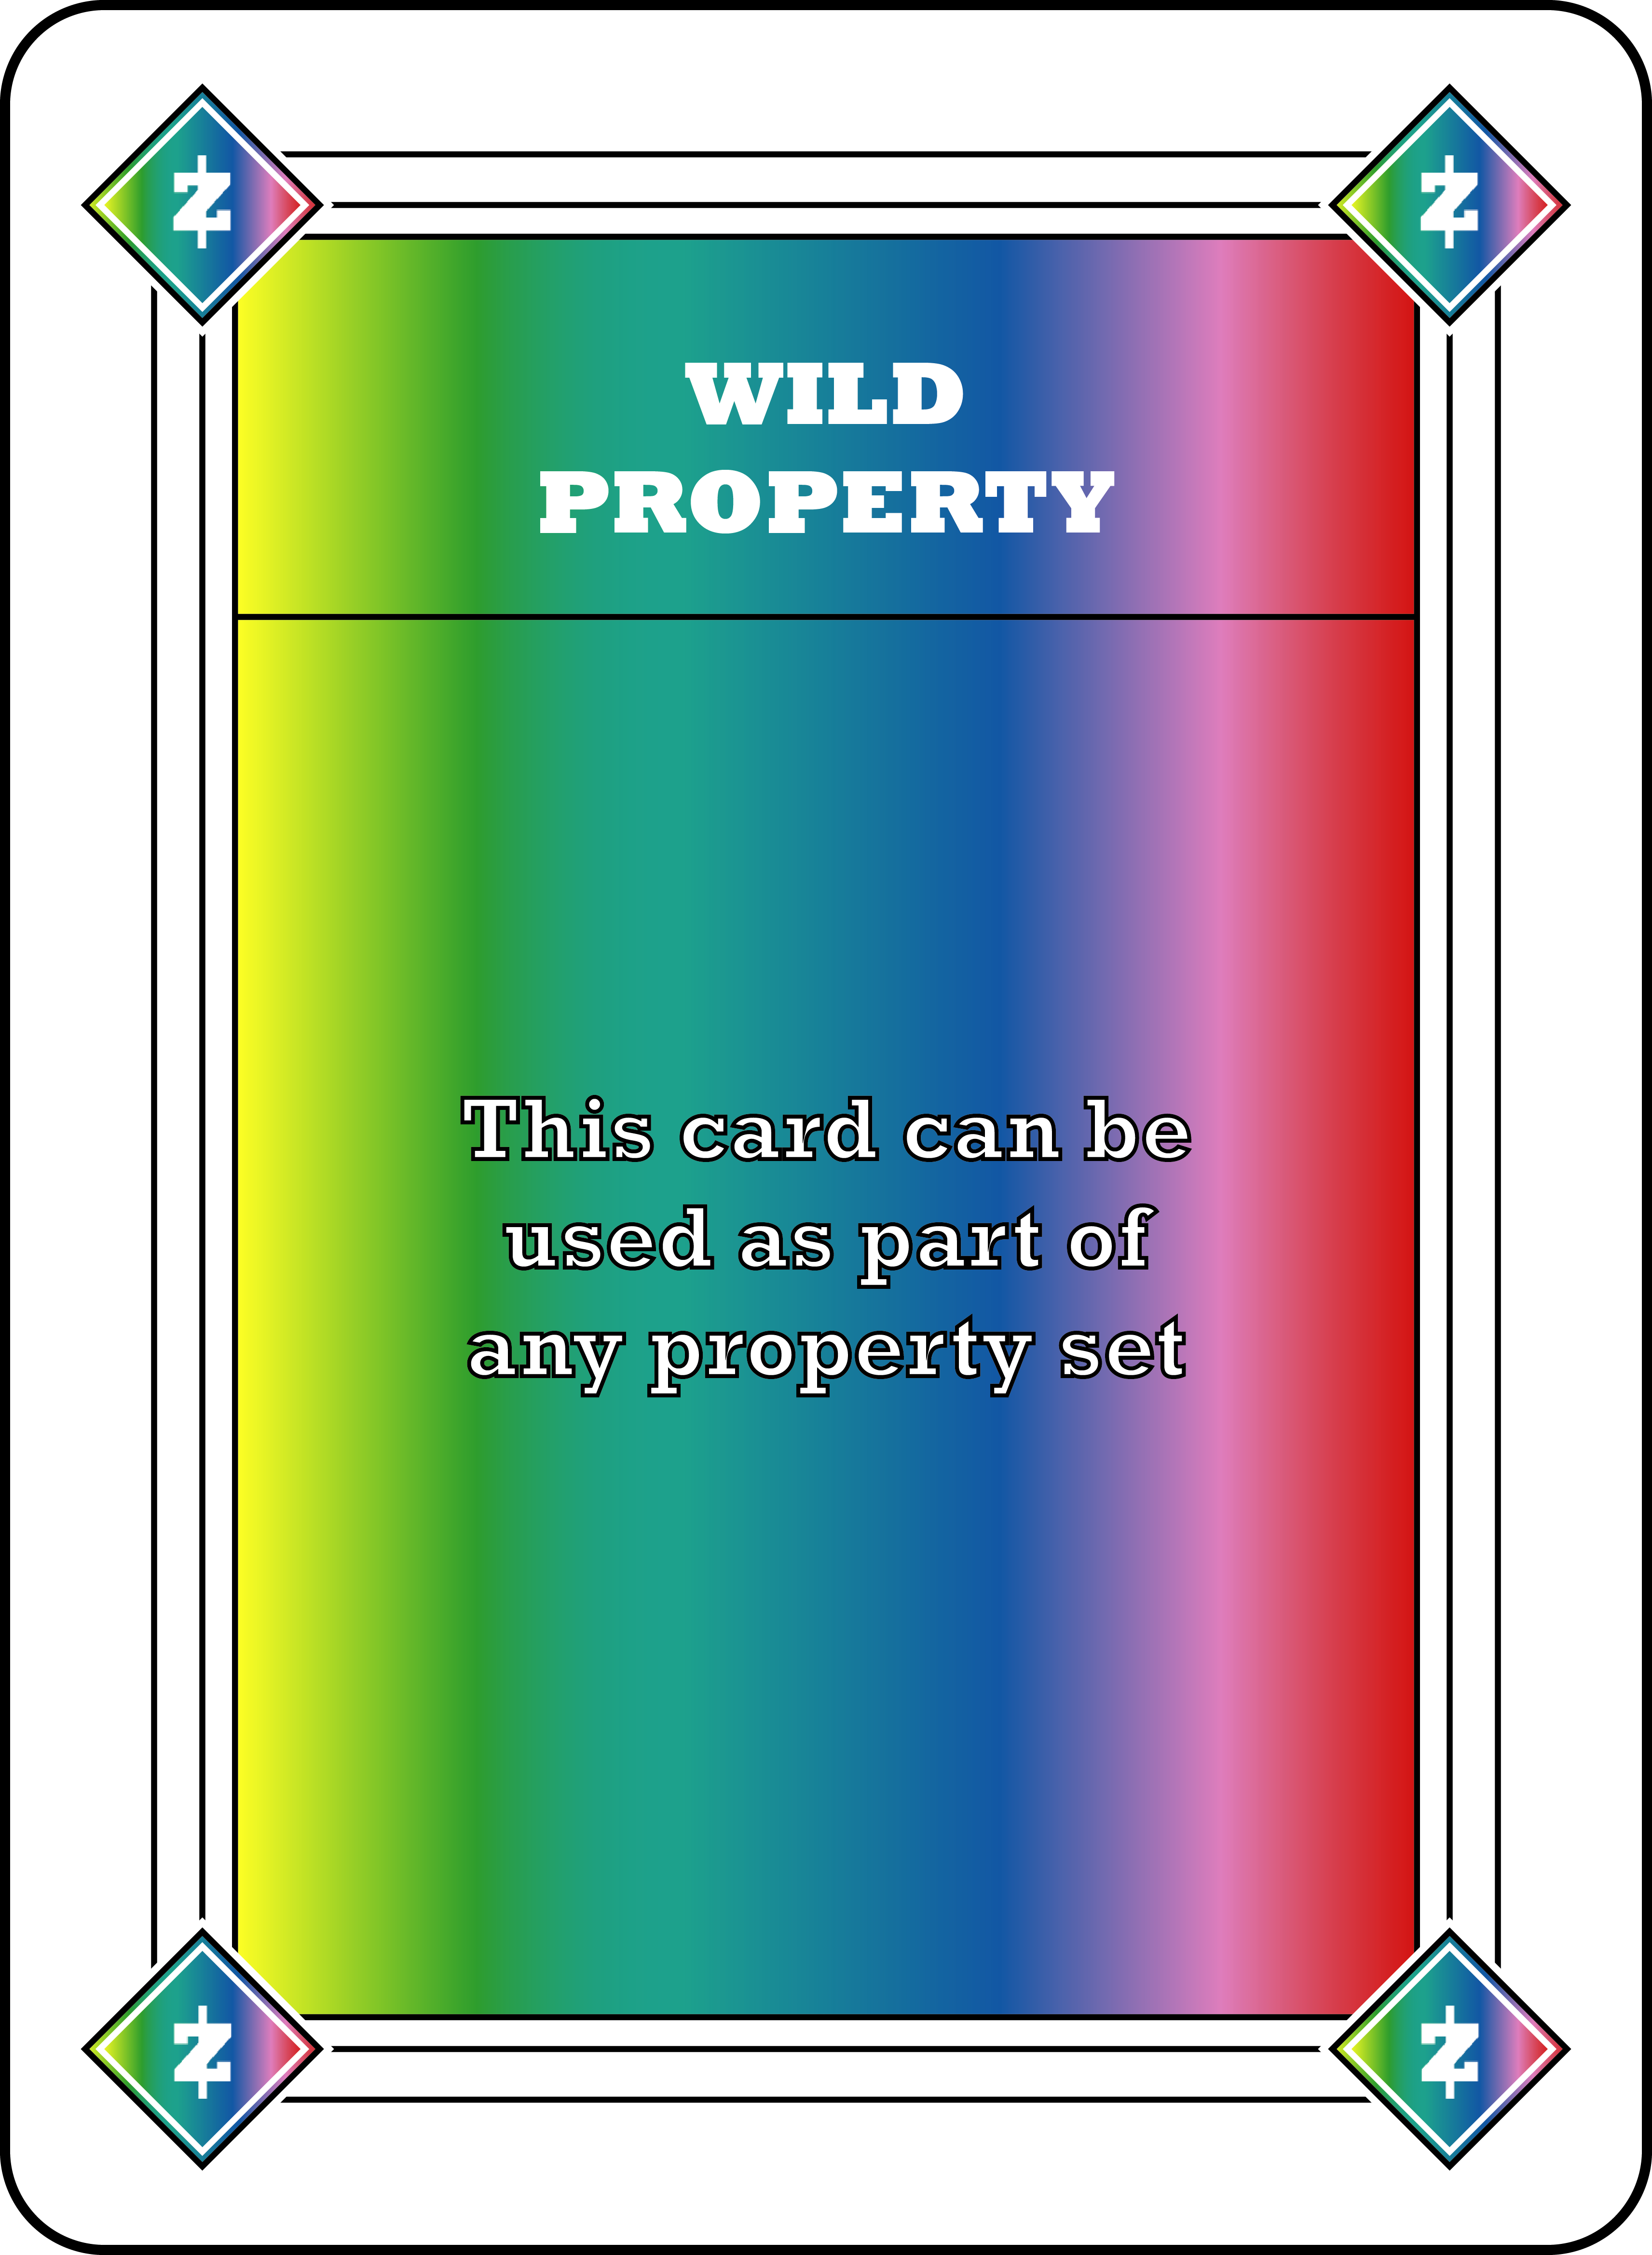 WILD
PROPERTY
This card can be
used as part of
any property set